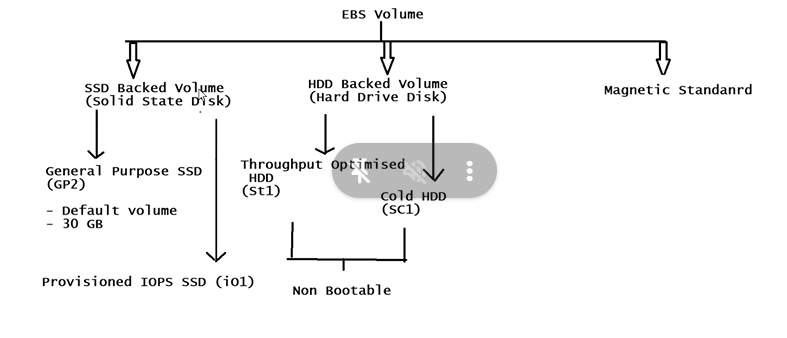 EBS Volume
SSD Backed Volume
(Solid State Disk)
HDD Backed Volume
(Hard Drive Disk)
Magnetic Standanrd
General Purpose SSD
(GP2)
- Default volume
- 30 GB
Throughput Optimised
HDD
(St1)
Cold HDD
(SC1)
Provisioned IOPS SSD (iO1)
Non Bootable